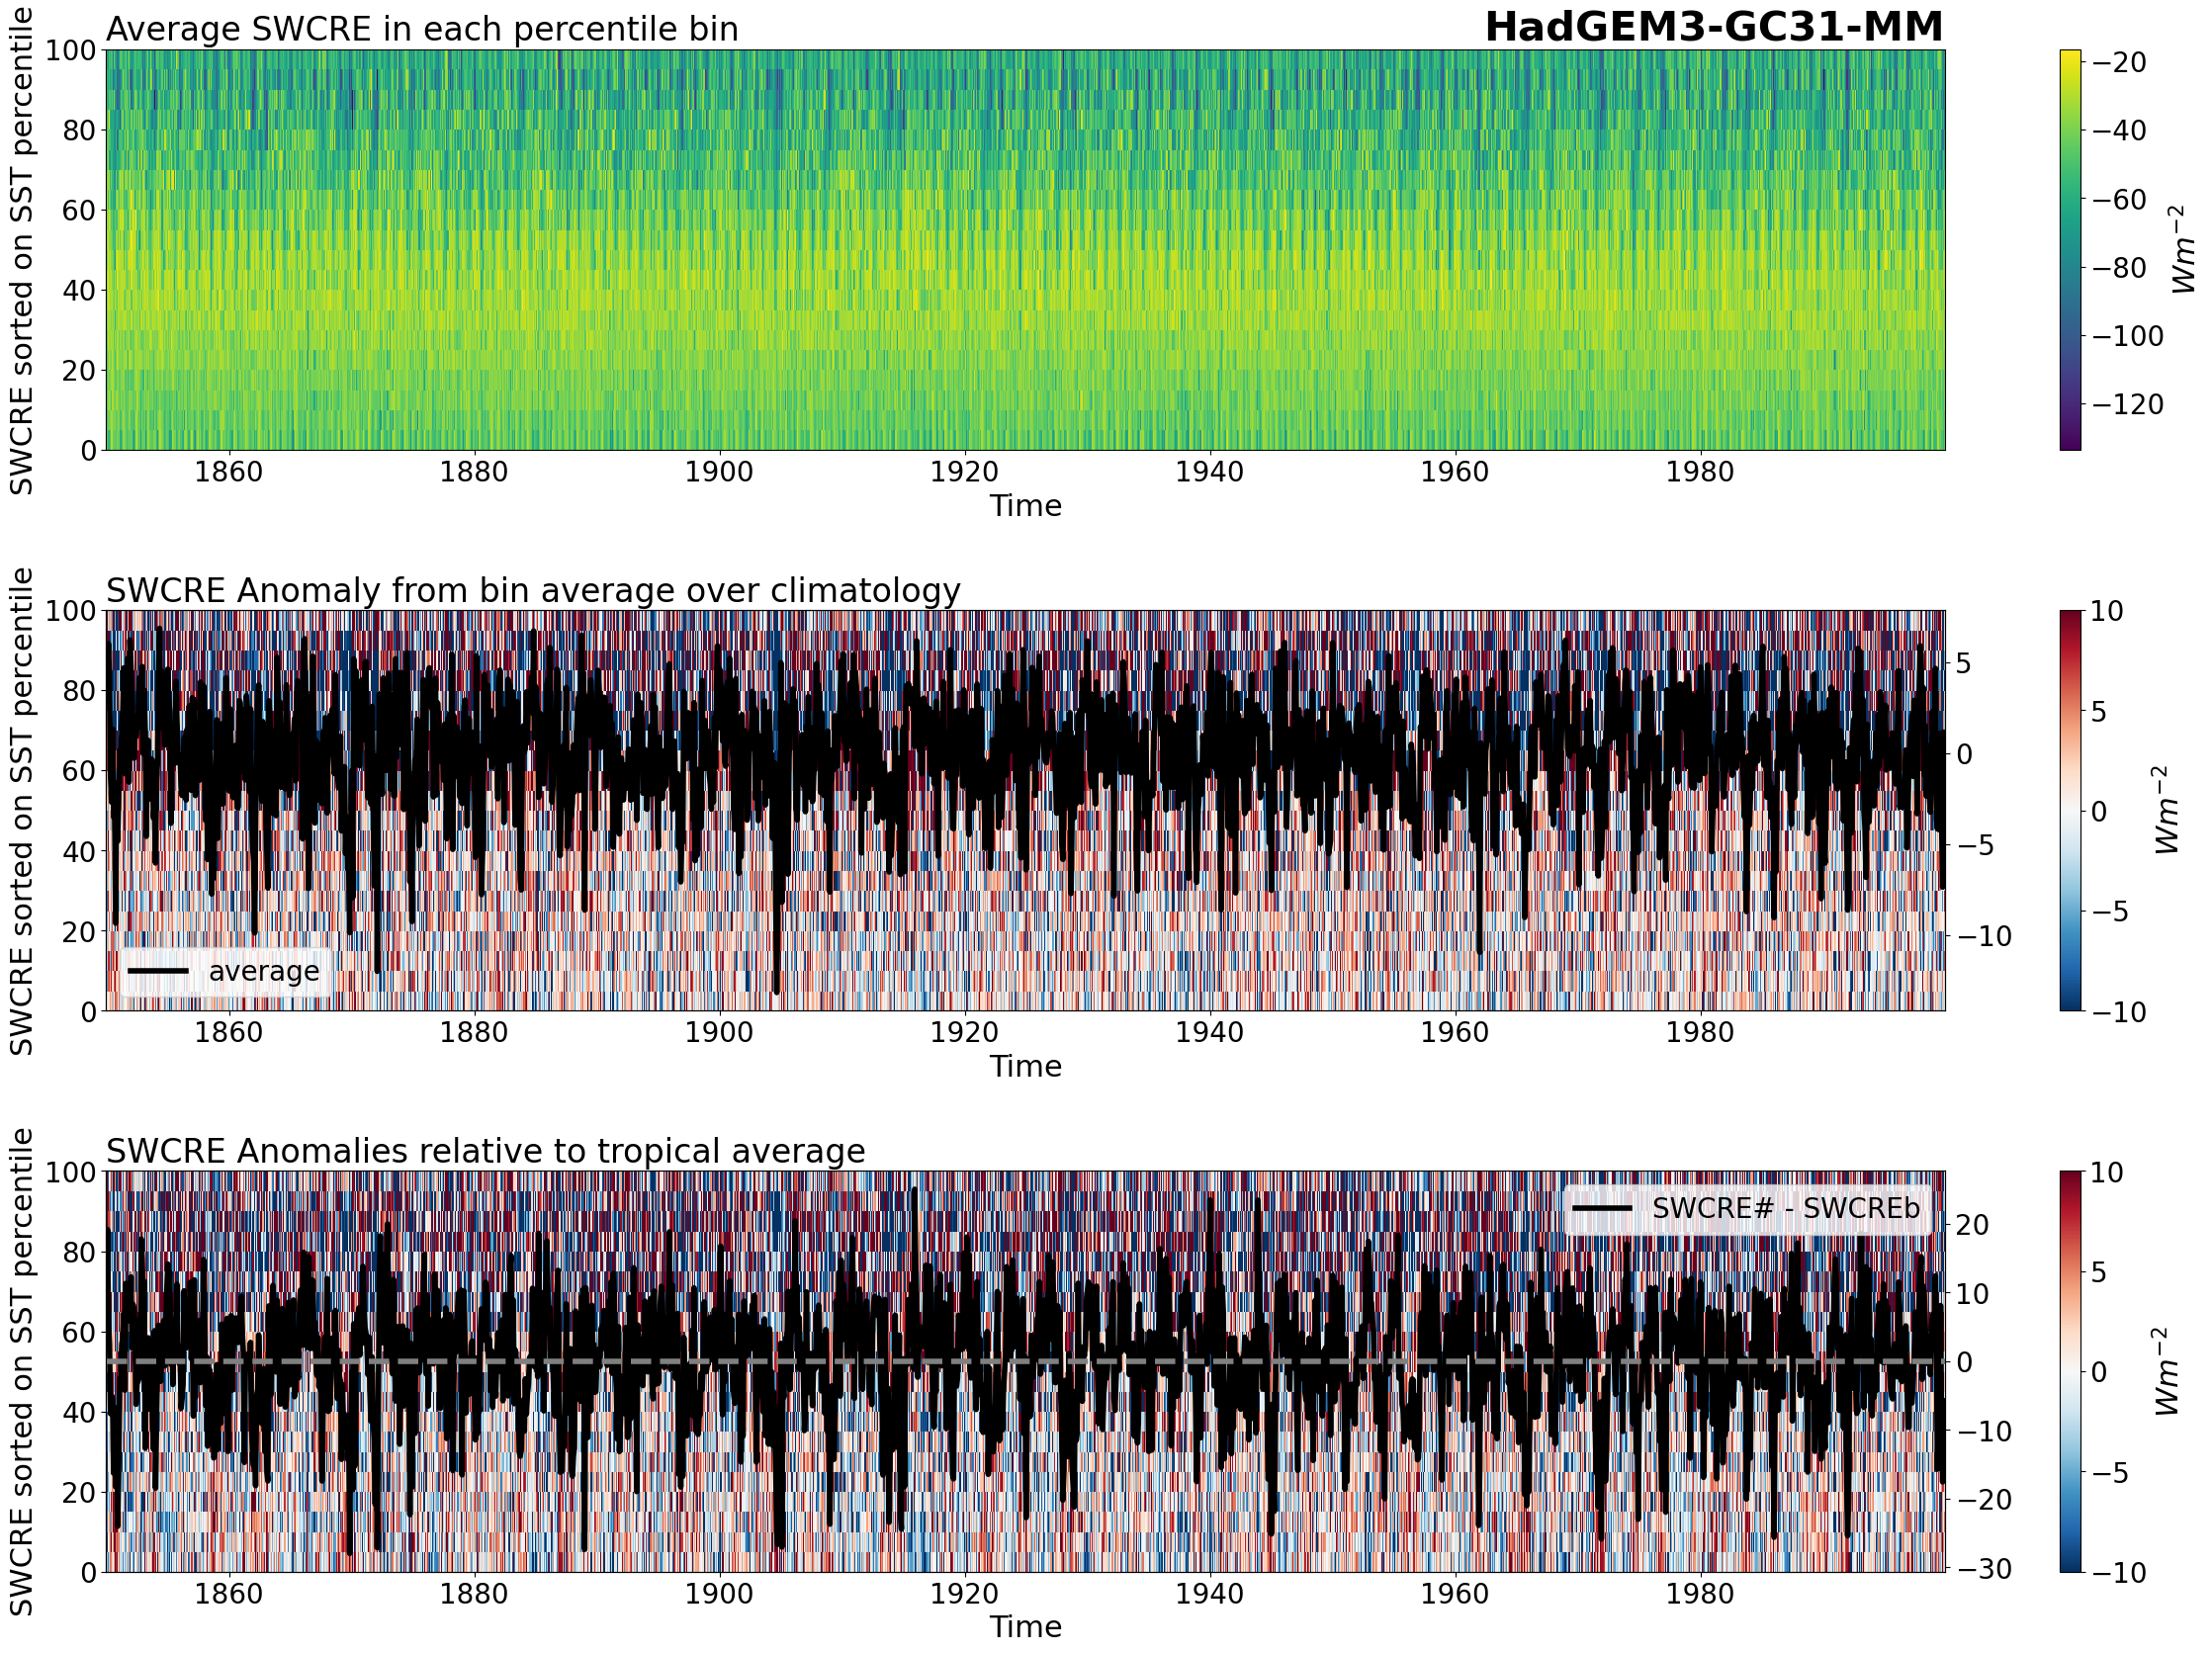 Average SWCRE in each percentile bin
HadGEM3-GC31-MM
SWCRE sorted on SST percentile
100
80
60
40
20
0
1860 1880 1900 1920 1940 1960 1980
Time
−20
−40
−60
−80
−100
−120
Wm⁻²
SWCRE Anomaly from bin average over climatology
SWCRE sorted on SST percentile
100
80
60
40
20
0
average
5
0
−5
−10
1860 1880 1900 1920 1940 1960 1980
Time
10
5
0
−5
−10
Wm⁻²
SWCRE Anomalies relative to tropical average
SWCRE sorted on SST percentile
100
80
60
40
20
0
SWCRE# - SWCREb
20
10
0
−10
−20
−30
1860 1880 1900 1920 1940 1960 1980
Time
10
5
0
−5
−10
Wm⁻²